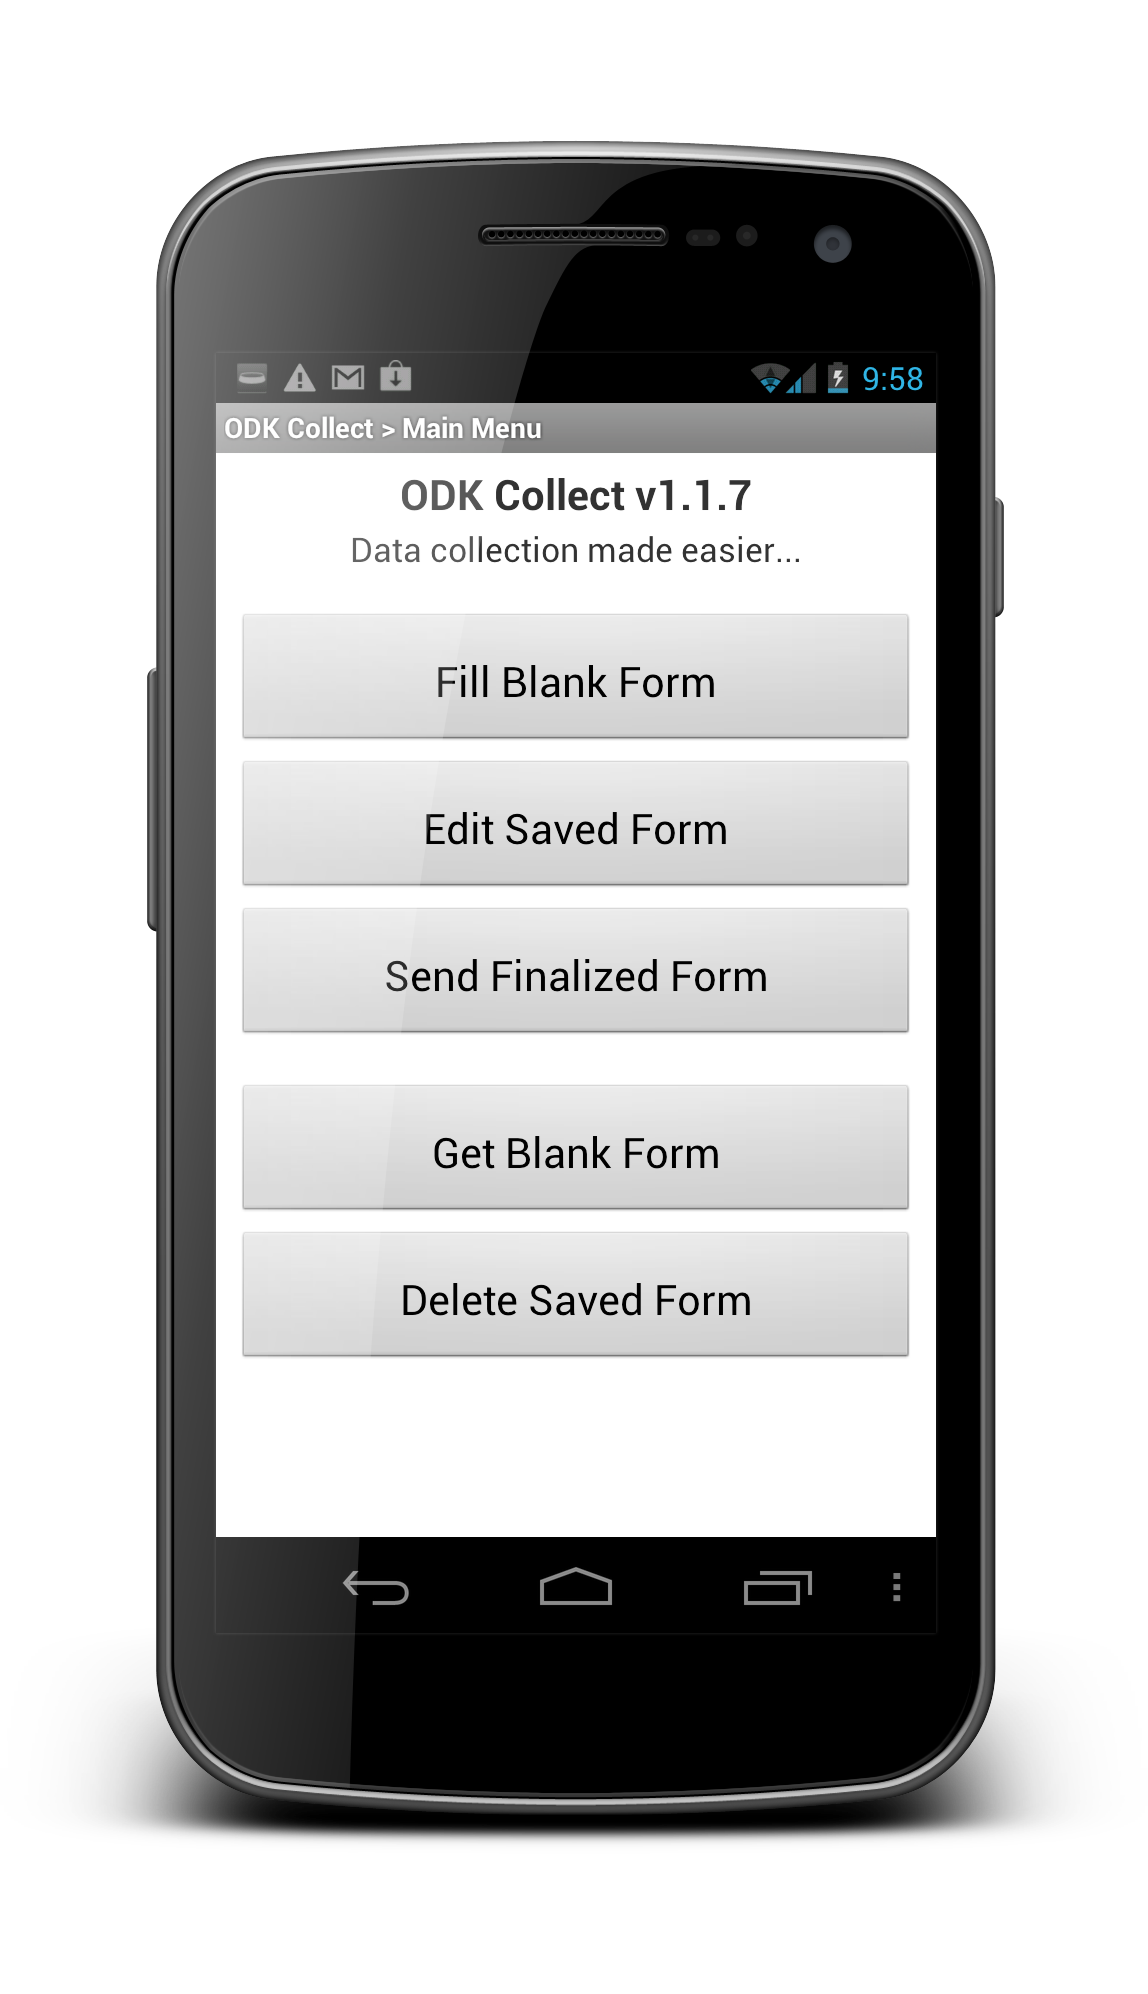 9:58
ODK Collect > Main Menu
ODK Collect v1.1.7
Data collection made easier...
Fill Blank Form
Edit Saved Form
Send Finalized Form
Get Blank Form
Delete Saved Form